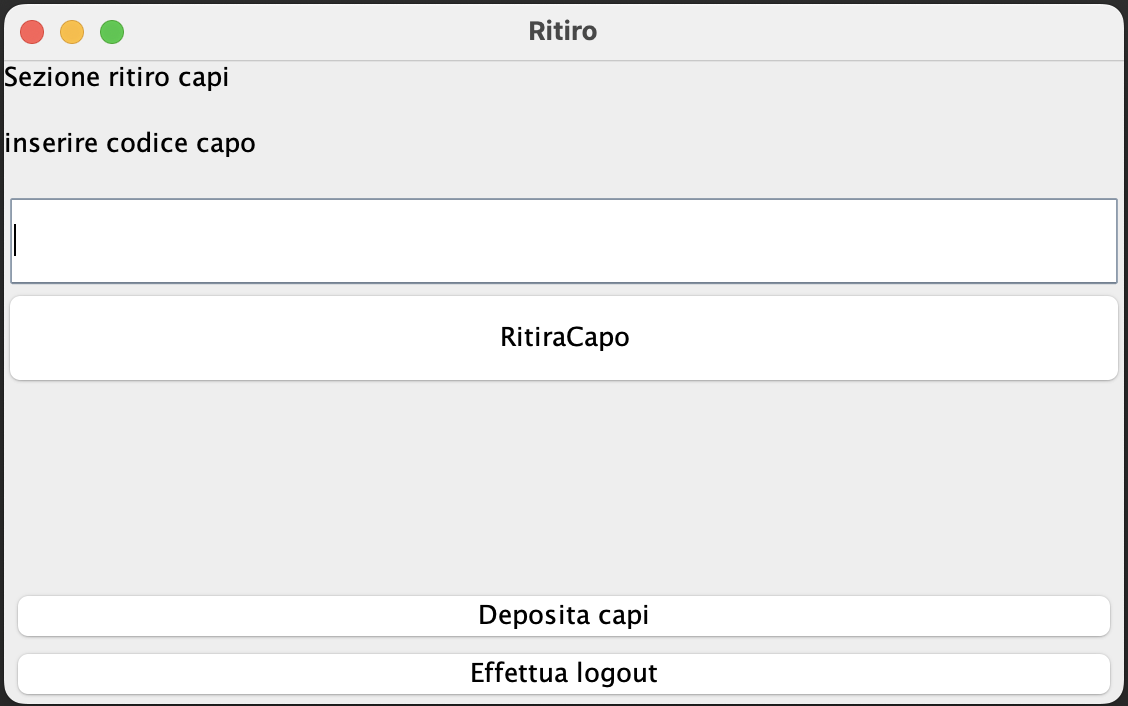 Ritiro
Sezione ritiro capi
inserire codice capo
RitiraCapo
Deposita capi
Effettua logout